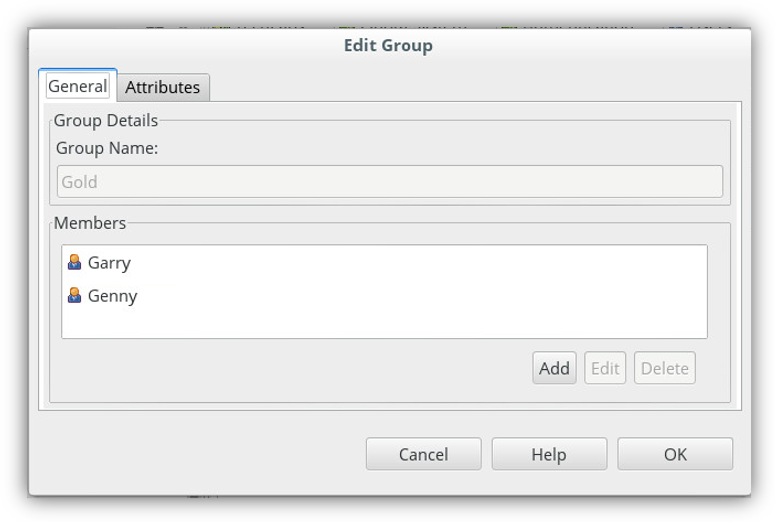 Edit Group
General Attributes
Group Details
Group Name:
Gold
Members
Garry
Genny
Add Edit Delete
Cancel Help OK